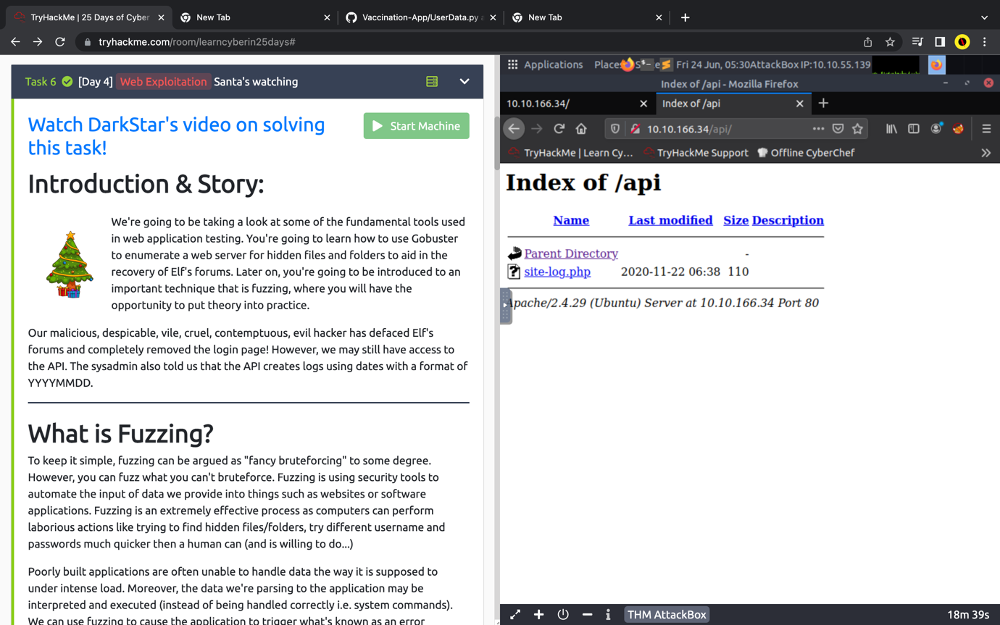 TryHackMe | 25 Days of Cyber
New Tab
Vaccination-App/UserData.py a
New Tab
tryhackme.com/room/learncyberin25days#
Task 6 [Day 4] Web Exploitation Santa's watching
Watch DarkStar's video on solving
this task!
Start Machine
Introduction & Story:
We're going to be taking a look at some of the fundamental tools used
in web application testing. You're going to learn how to use Gobuster
to enumerate a web server for hidden files and folders to aid in the
recovery of Elf's forums. Later on, you're going to be introduced to an
important technique that is fuzzing, where you will have the
opportunity to put theory into practice.
Our malicious, despicable, vile, cruel, contemptuous, evil hacker has defaced Elf's
forums and completely removed the login page! However, we may still have access to
the API. The sysadmin also told us that the API creates logs using dates with a format of
YYYYMMDD.
What is Fuzzing?
To keep it simple, fuzzing can be argued as "fancy bruteforcing" to some degree.
However, you can fuzz what you can't bruteforce. Fuzzing is using security tools to
automate the input of data we provide into things such as websites or software
applications. Fuzzing is an extremely effective process as computers can perform
laborious actions like trying to find hidden files/folders, try different username and
passwords much quicker then a human can (and is willing to do...)
Poorly built applications are often unable to handle data the way it is supposed to
under intense load. Moreover, the data we're parsing to the application may be
interpreted and executed (instead of being handled correctly i.e. system commands).
We can use fuzzing to cause the application to trigger what's known as an error
Applications Fri 24 Jun, 05:30 AttackBox IP:10.10.55.139
Index of /api - Mozilla Firefox
10.10.166.34/
Index of /api
10.10.166.34/api/
TryHackMe | Learn Cy...
TryHackMe Support
Offline CyberChef
Index of /api
Name Last modified Size Description
Parent Directory -
site-log.php 2020-11-22 06:38 110
Apache/2.4.29 (Ubuntu) Server at 10.10.166.34 Port 80
THM AttackBox
18m 39s